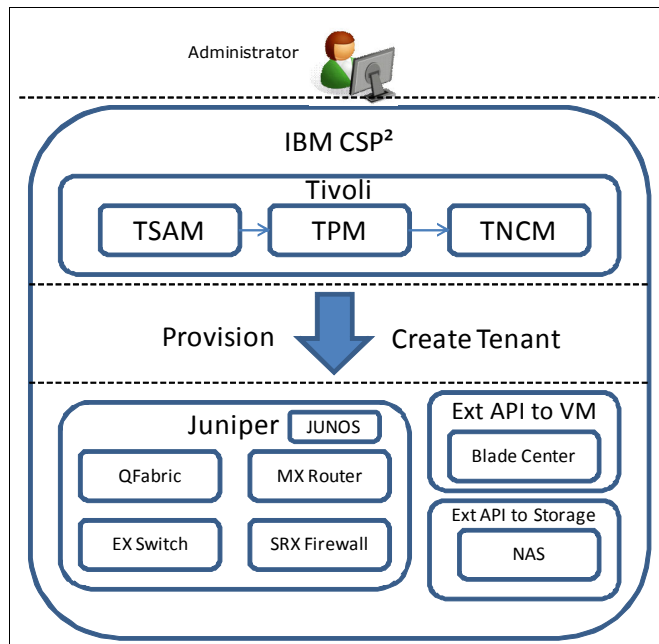 Administrator
IBM CSP²
Tivoli
TSAM
TPM
TNCM
Provision
Create Tenant
Juniper
JUNOS
QFabric
MX Router
EX Switch
SRX Firewall
Ext API to VM
Blade Center
Ext API to Storage
NAS